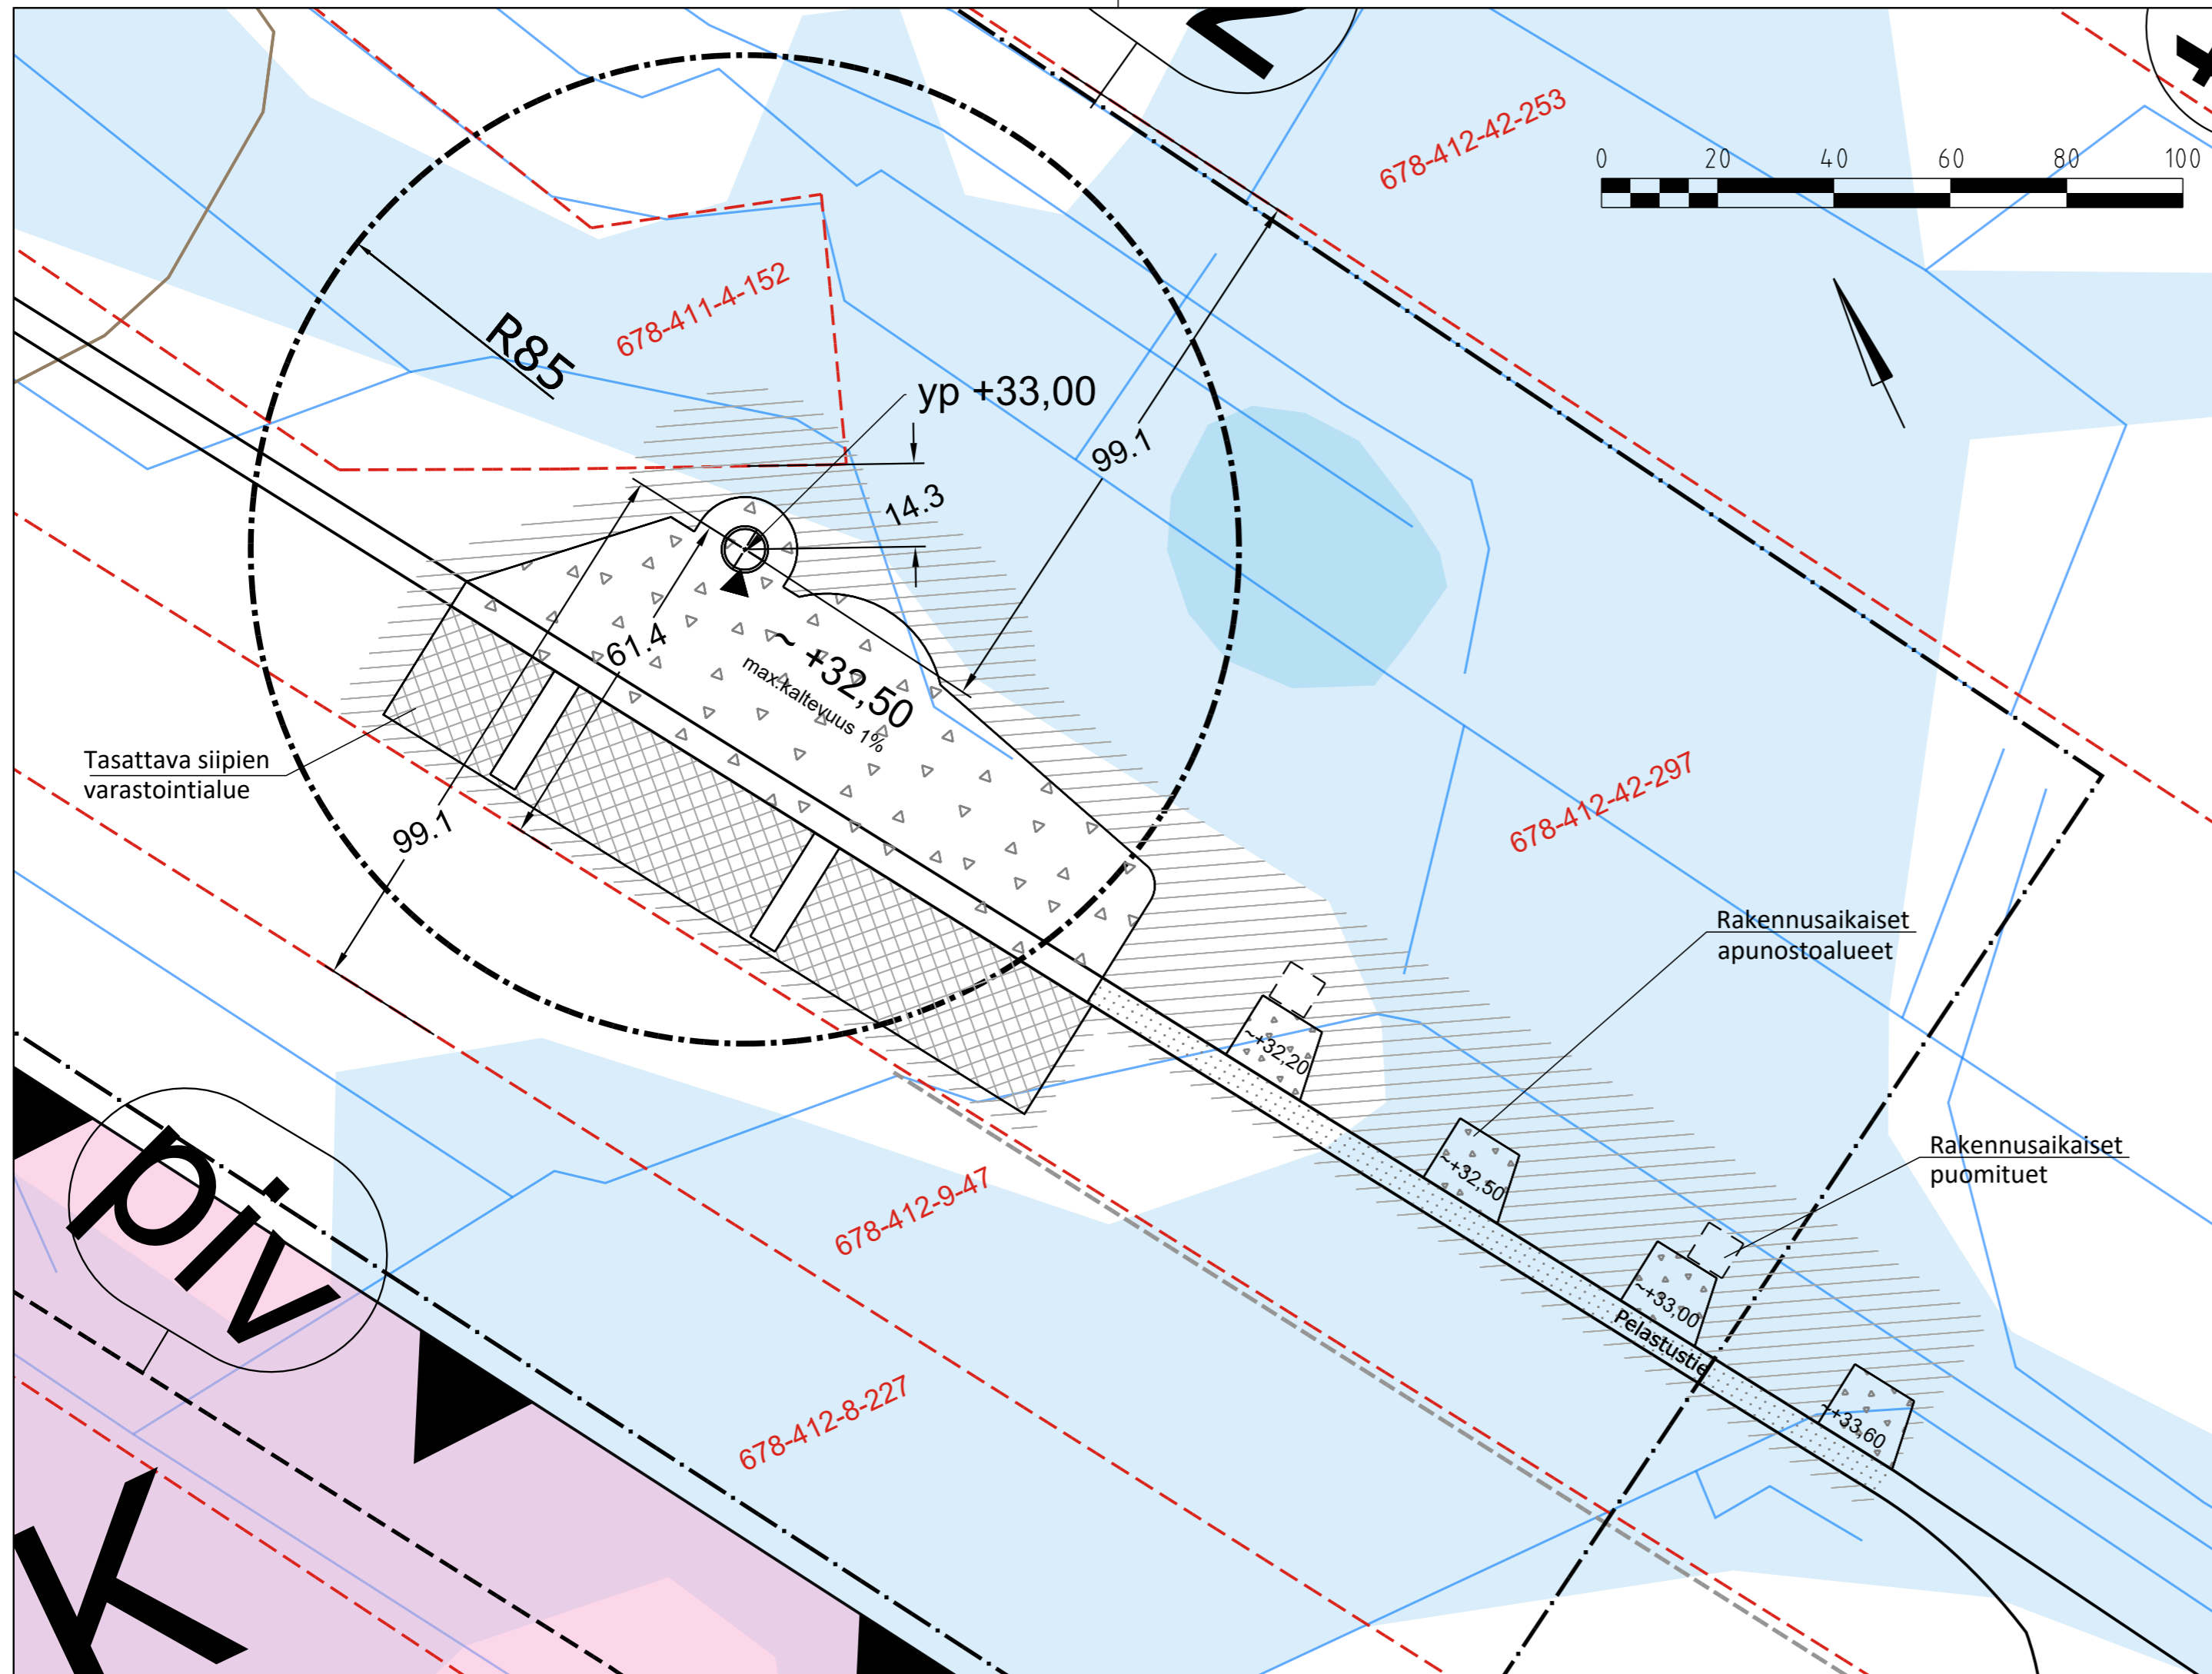 678-412-42-253
0 20 40 60 80 100
678-411-4-152
R85
yp +33,00
99.1
14.3
61.4
~ +32,50
max.kaltevuus 1%
Tasattava siipien
varastointialue
99.1
678-412-42-297
Rakennusaikaiset
apunostoalueet
~+32,20
~+32,50
Rakennusaikaiset
puomituet
~+33,00
Pelastustie
~+33,60
piv
678-412-9-47
678-412-8-227
K